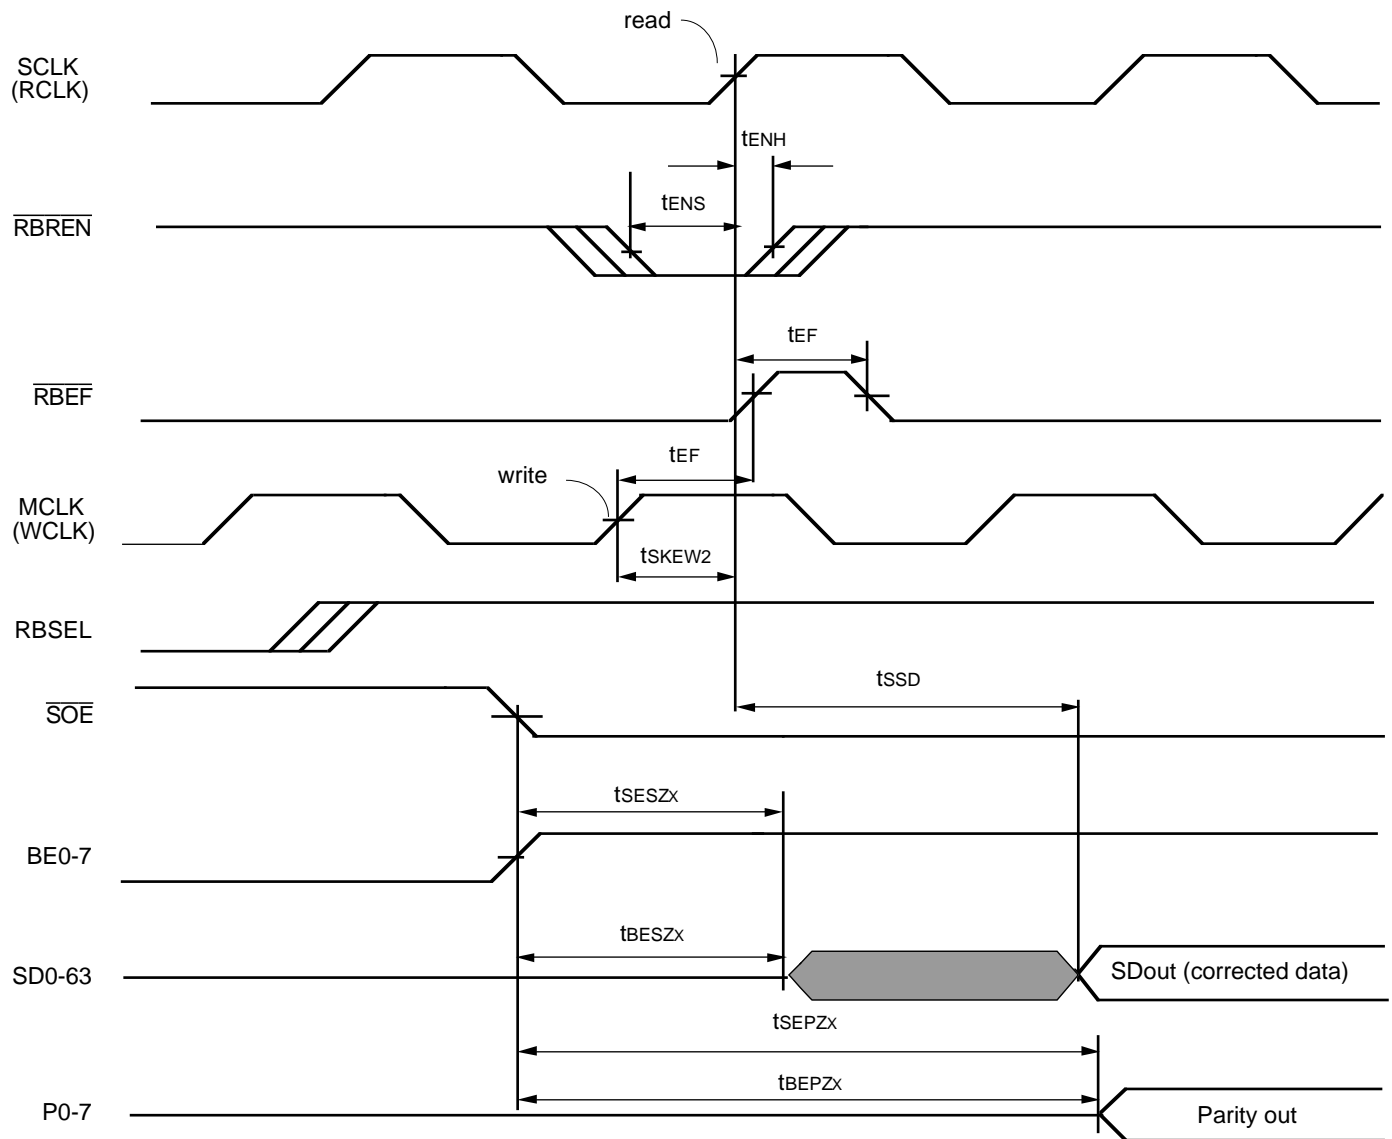 read
SCLK
(RCLK)
tENH
tENS
RBREN
tEF
RBEF
tEF
write
MCLK
(WCLK)
tSKEW2
RBSEL
tSSD
SOE
tSESZX
BE0-7
tBESZX
SD0-63
SDout (corrected data)
tSEPZX
tBEPZX
P0-7
Parity out